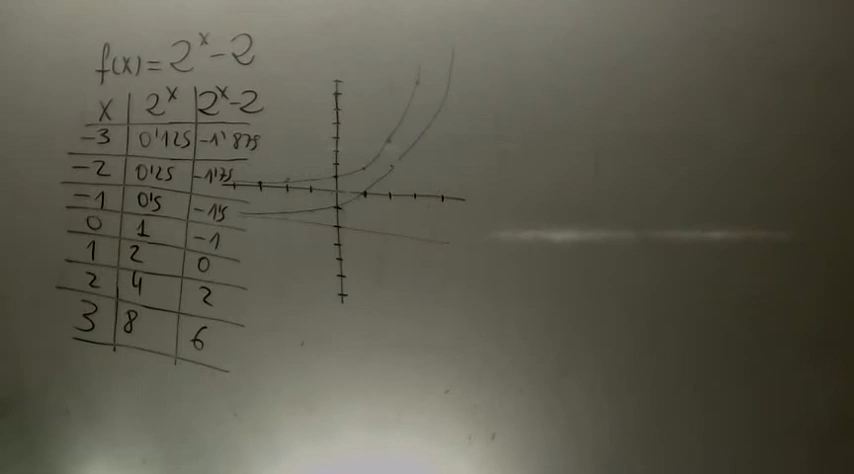 f(x) = 2^x - 2
x | 2^x | 2^x - 2
-3 | 0'125 | -1'875
-2 | 0'25 | -1'75
-1 | 0'5 | -1'5
0 | 1 | -1
1 | 2 | 0
2 | 4 | 2
3 | 8 | 6